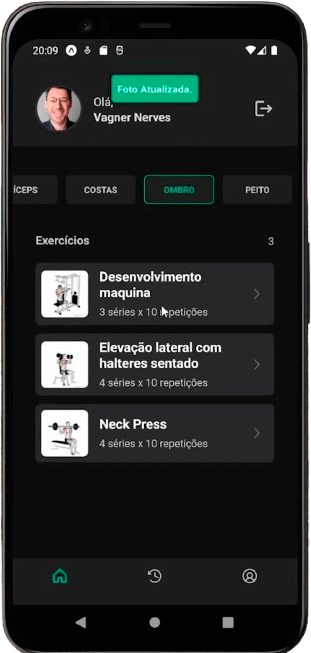 20:09
Foto Atualizada.
Olá,
Vagner Nerves
ÍCEPS
COSTAS
OMBRO
PEITO
Exercícios
3
Desenvolvimento
maquina
3 séries x 10 repetições
Elevação lateral com
halteres sentado
4 séries x 10 repetições
Neck Press
4 séries x 10 repetições